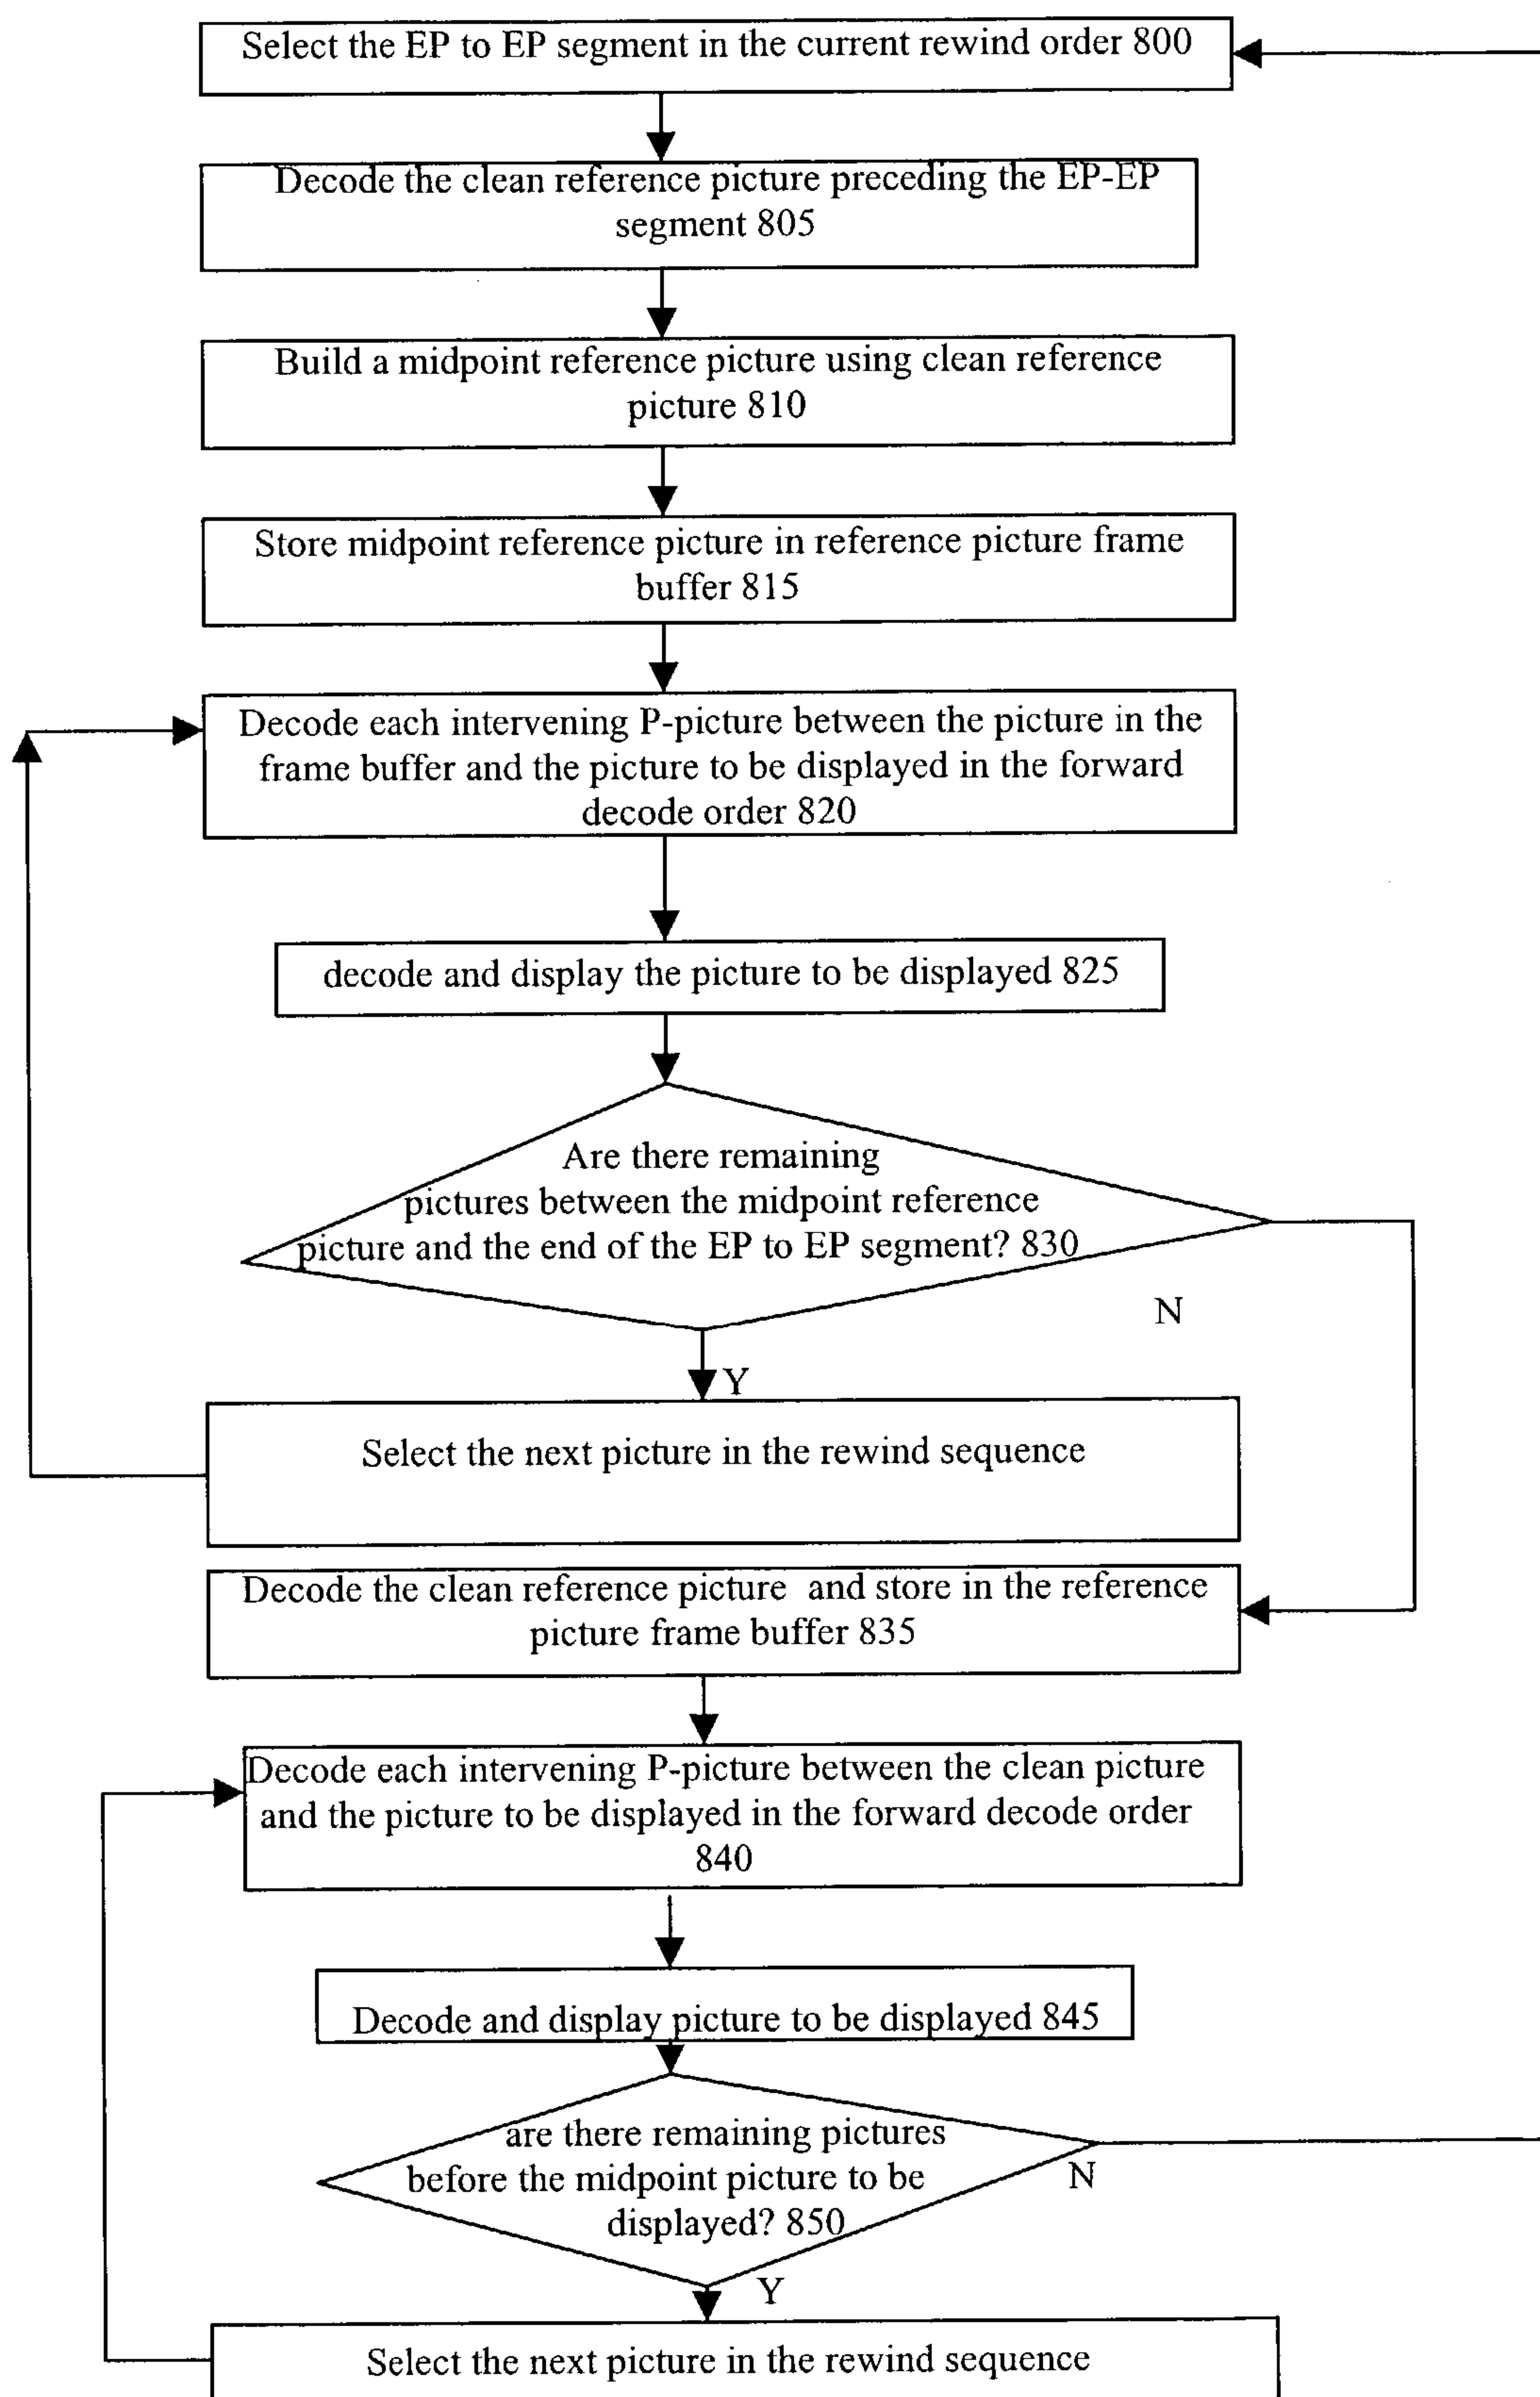 Select the EP to EP segment in the current rewind order 800
Decode the clean reference picture preceding the EP-EP
segment 805
Build a midpoint reference picture using clean reference
picture 810
Store midpoint reference picture in reference picture frame
buffer 815
Decode each intervening P-picture between the picture in the
frame buffer and the picture to be displayed in the forward
decode order 820
decode and display the picture to be displayed 825
Are there remaining
pictures between the midpoint reference
picture and the end of the EP to EP segment? 830
N
Y
Select the next picture in the rewind sequence
Decode the clean reference picture and store in the reference
picture frame buffer 835
Decode each intervening P-picture between the clean picture
and the picture to be displayed in the forward decode order
840
Decode and display picture to be displayed 845
are there remaining pictures
before the midpoint picture to be
displayed? 850
N
Y
Select the next picture in the rewind sequence